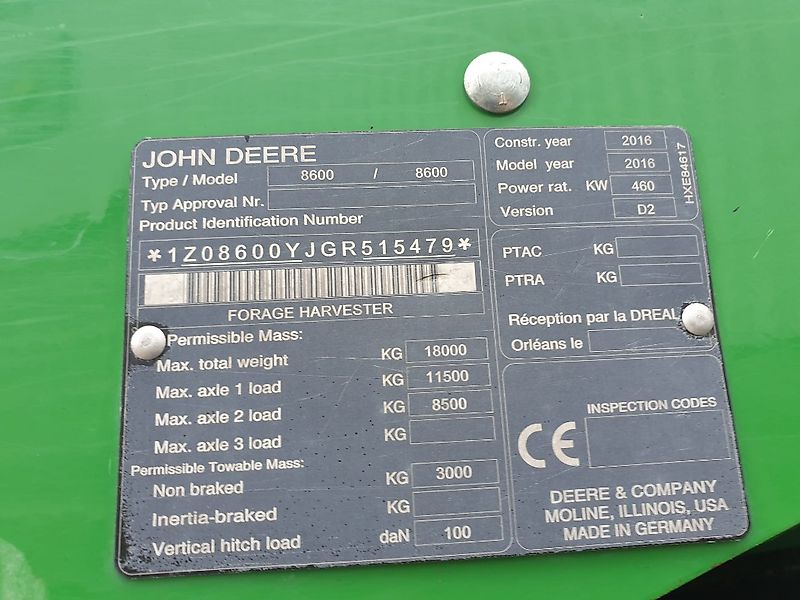 JOHN DEERE
Type / Model 8600 / 8600
Typ Approval Nr.
Product Identification Number
*1Z08600YJGR515479*
FORAGE HARVESTER
Permissible Mass:
Max. total weight KG 18000
Max. axle 1 load KG 11500
Max. axle 2 load KG 8500
Max. axle 3 load KG
Permissible Towable Mass:
Non braked KG 3000
Inertia-braked KG
Vertical hitch load daN 100
Constr. year 2016
Model year 2016
Power rat. KW 460
Version D2
HXE84617
PTAC KG
PTRA KG
Réception par la DREAL
Orléans le
INSPECTION CODES
CE
DEERE & COMPANY
MOLINE, ILLINOIS, USA
MADE IN GERMANY